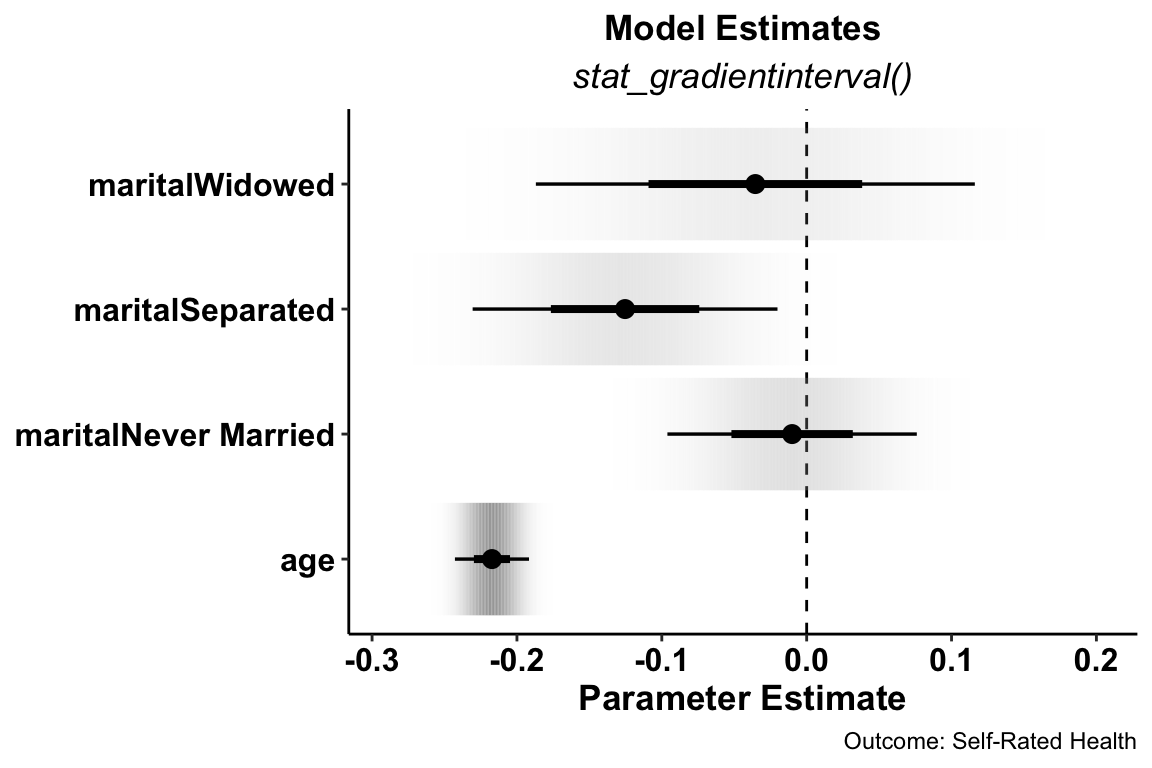 Model Estimates
stat_gradientinterval()
maritalWidowed
maritalSeparated
maritalNever Married
age
-0.3 -0.2 -0.1 0.0 0.1 0.2
Parameter Estimate
Outcome: Self-Rated Health